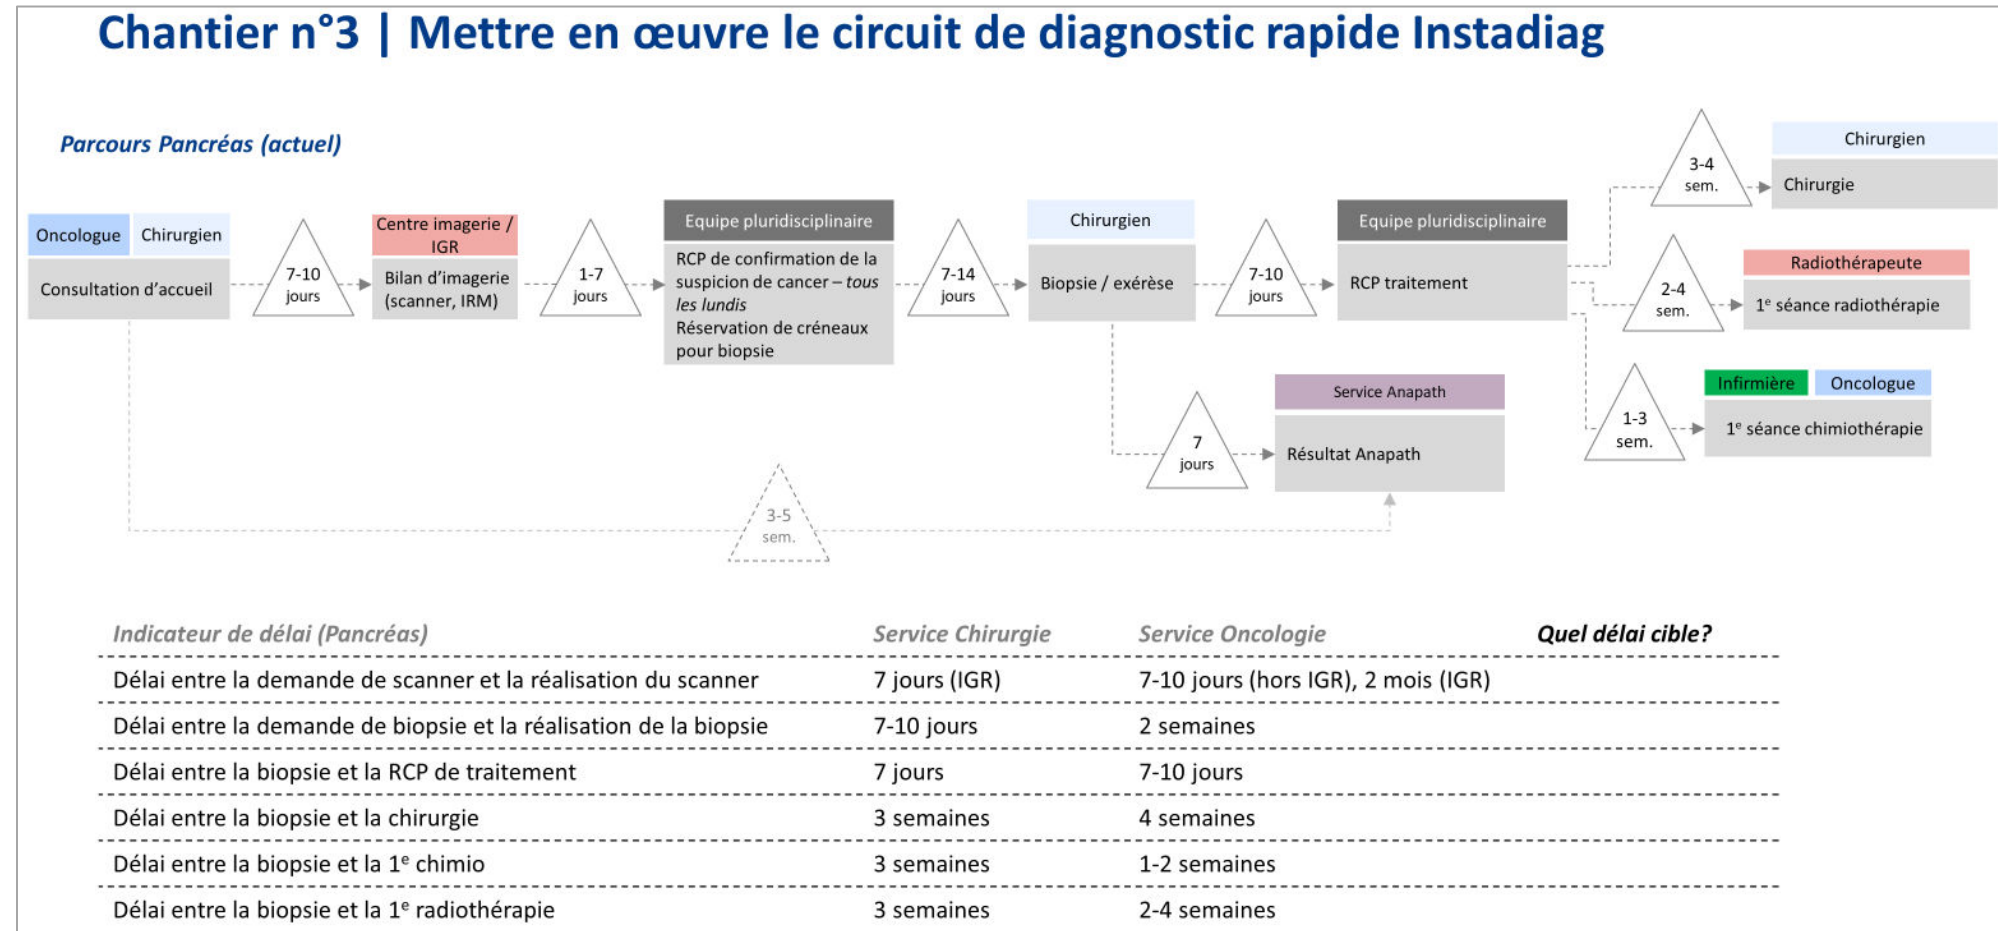 Chantier n°3 | Mettre en œuvre le circuit de diagnostic rapide Instadiag
Parcours Pancréas (actuel)
Oncologue
Chirurgien
Consultation d’accueil
7-10
jours
Centre imagerie /
IGR
Bilan d’imagerie
(scanner, IRM)
1-7
jours
Equipe pluridisciplinaire
RCP de confirmation de la
suspicion de cancer – tous
les lundis
Réservation de créneaux
pour biopsie
7-14
jours
Chirurgien
Biopsie / exérèse
7-10
jours
Equipe pluridisciplinaire
RCP traitement
3-4
sem.
Chirurgien
Chirurgie
2-4
sem.
Radiothérapeute
1e séance radiothérapie
1-3
sem.
Infirmière
Oncologue
1e séance chimiothérapie
7
jours
Service Anapath
Résultat Anapath
3-5
sem.
Indicateur de délai (Pancréas) Service Chirurgie Service Oncologie Quel délai cible?
Délai entre la demande de scanner et la réalisation du scanner 7 jours (IGR) 7-10 jours (hors IGR), 2 mois (IGR)
Délai entre la demande de biopsie et la réalisation de la biopsie 7-10 jours 2 semaines
Délai entre la biopsie et la RCP de traitement 7 jours 7-10 jours
Délai entre la biopsie et la chirurgie 3 semaines 4 semaines
Délai entre la biopsie et la 1e chimio 3 semaines 1-2 semaines
Délai entre la biopsie et la 1e radiothérapie 3 semaines 2-4 semaines